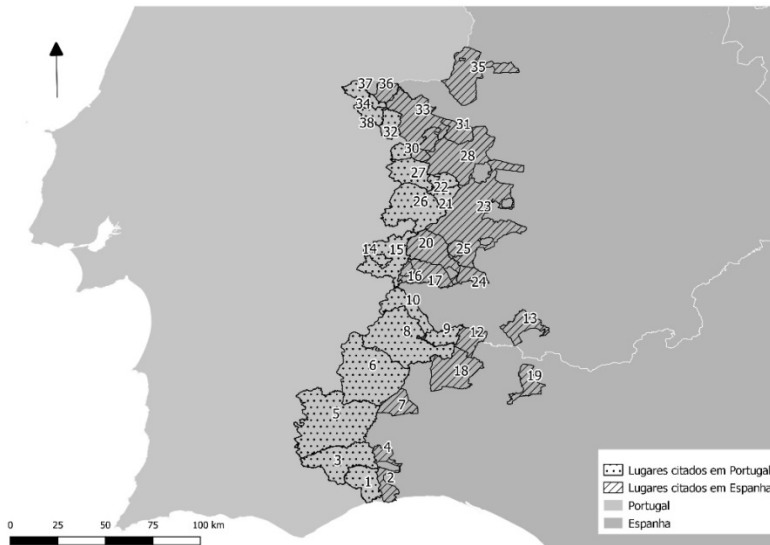 35
37 36
34 33
38 32 31
30 28
27
22
26 21 23
14 15 20 25
16 17 24
10
8 9 12 13
6 18 19
5 7
3 4
1 2
Lugares citados em Portugal
Lugares citados em Espanha
Portugal
Espanha
0 25 50 75 100 km